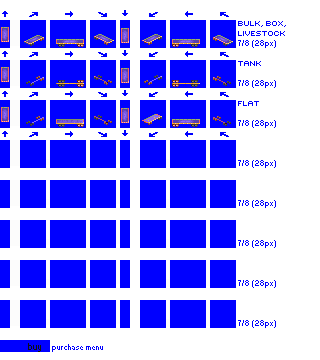 BULK, BOX,
LIVESTOCK
7/8 (28px)
TANK
7/8 (28px)
FLAT
7/8 (28px)
7/8 (28px)
7/8 (28px)
7/8 (28px)
7/8 (28px)
7/8 (28px)
purchase menu